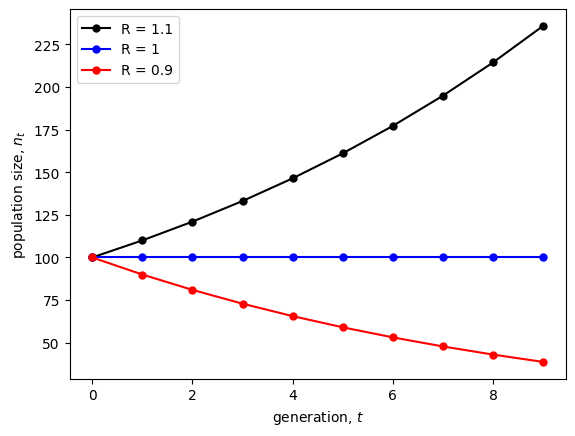 R = 1.1
R = 1
R = 0.9
225
200
175
150
125
100
75
50
population size, n_t
0 2 4 6 8
generation, t